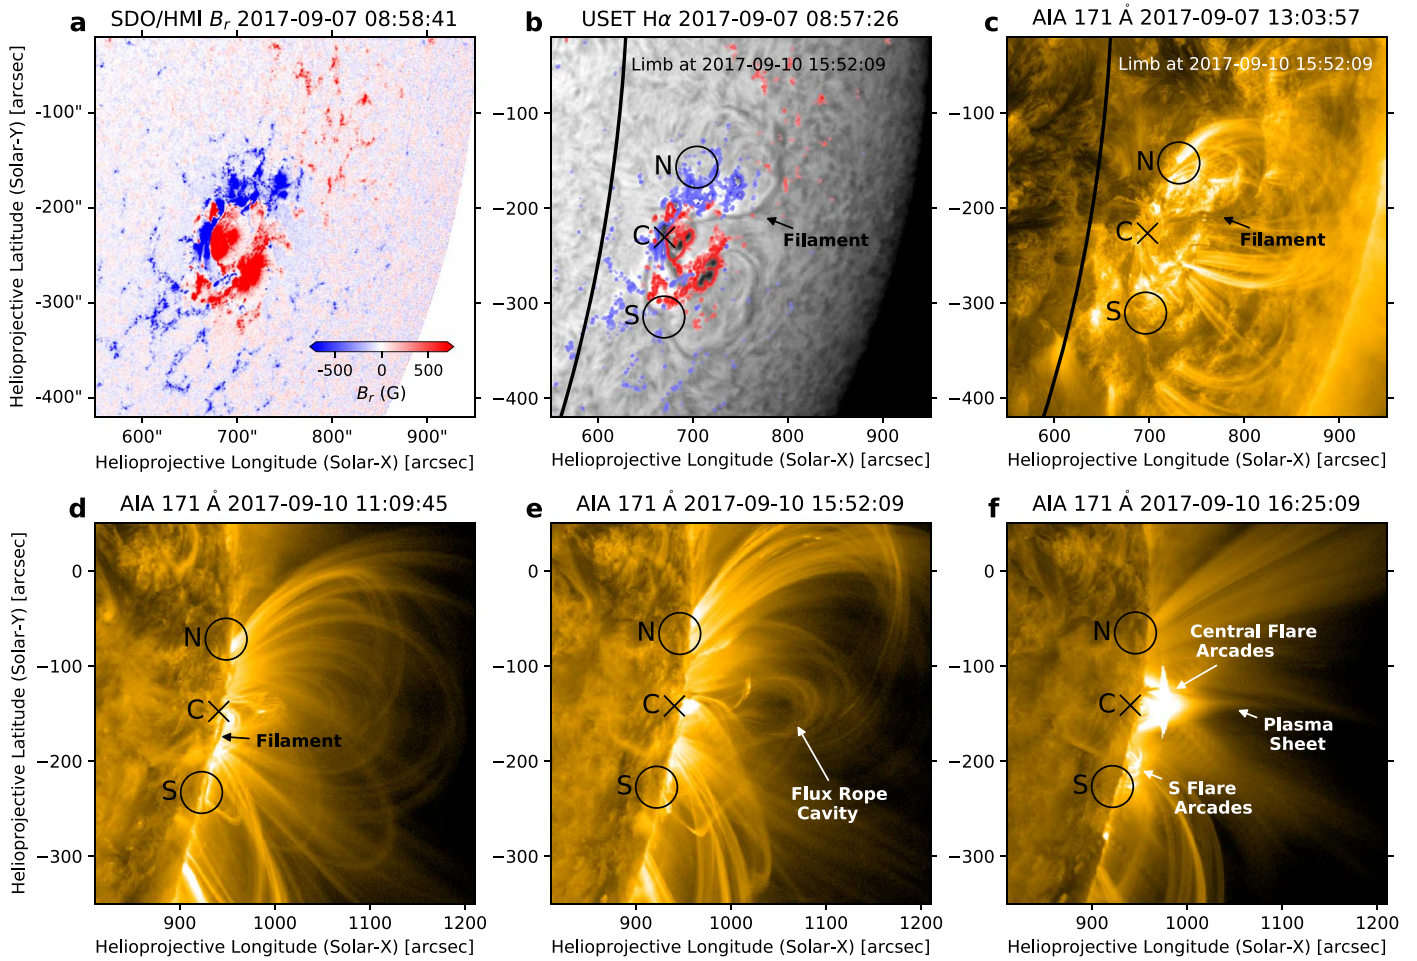 a SDO/HMI Br 2017-09-07 08:58:41
Helioprojective Latitude (Solar-Y) [arcsec]
-100"
-200"
-300"
-400"
−500 0 500
Br (G)
600" 700" 800" 900"
Helioprojective Longitude (Solar-X) [arcsec]
b USET Hα 2017-09-07 08:57:26
Limb at 2017-09-10 15:52:09
−100
−200
−300
−400
N
C
S
Filament
600 700 800 900
Helioprojective Longitude (Solar-X) [arcsec]
c AIA 171 Å 2017-09-07 13:03:57
Limb at 2017-09-10 15:52:09
−100
−200
−300
−400
N
C
S
Filament
600 700 800 900
Helioprojective Longitude (Solar-X) [arcsec]
d AIA 171 Å 2017-09-10 11:09:45
Helioprojective Latitude (Solar-Y) [arcsec]
0
−100
−200
−300
N
C
Filament
S
900 1000 1100 1200
Helioprojective Longitude (Solar-X) [arcsec]
e AIA 171 Å 2017-09-10 15:52:09
0
−100
−200
−300
N
C
S
Flux Rope
Cavity
900 1000 1100 1200
Helioprojective Longitude (Solar-X) [arcsec]
f AIA 171 Å 2017-09-10 16:25:09
0
−100
−200
−300
N
Central Flare
Arcades
C
Plasma
Sheet
S
S Flare
Arcades
900 1000 1100 1200
Helioprojective Longitude (Solar-X) [arcsec]